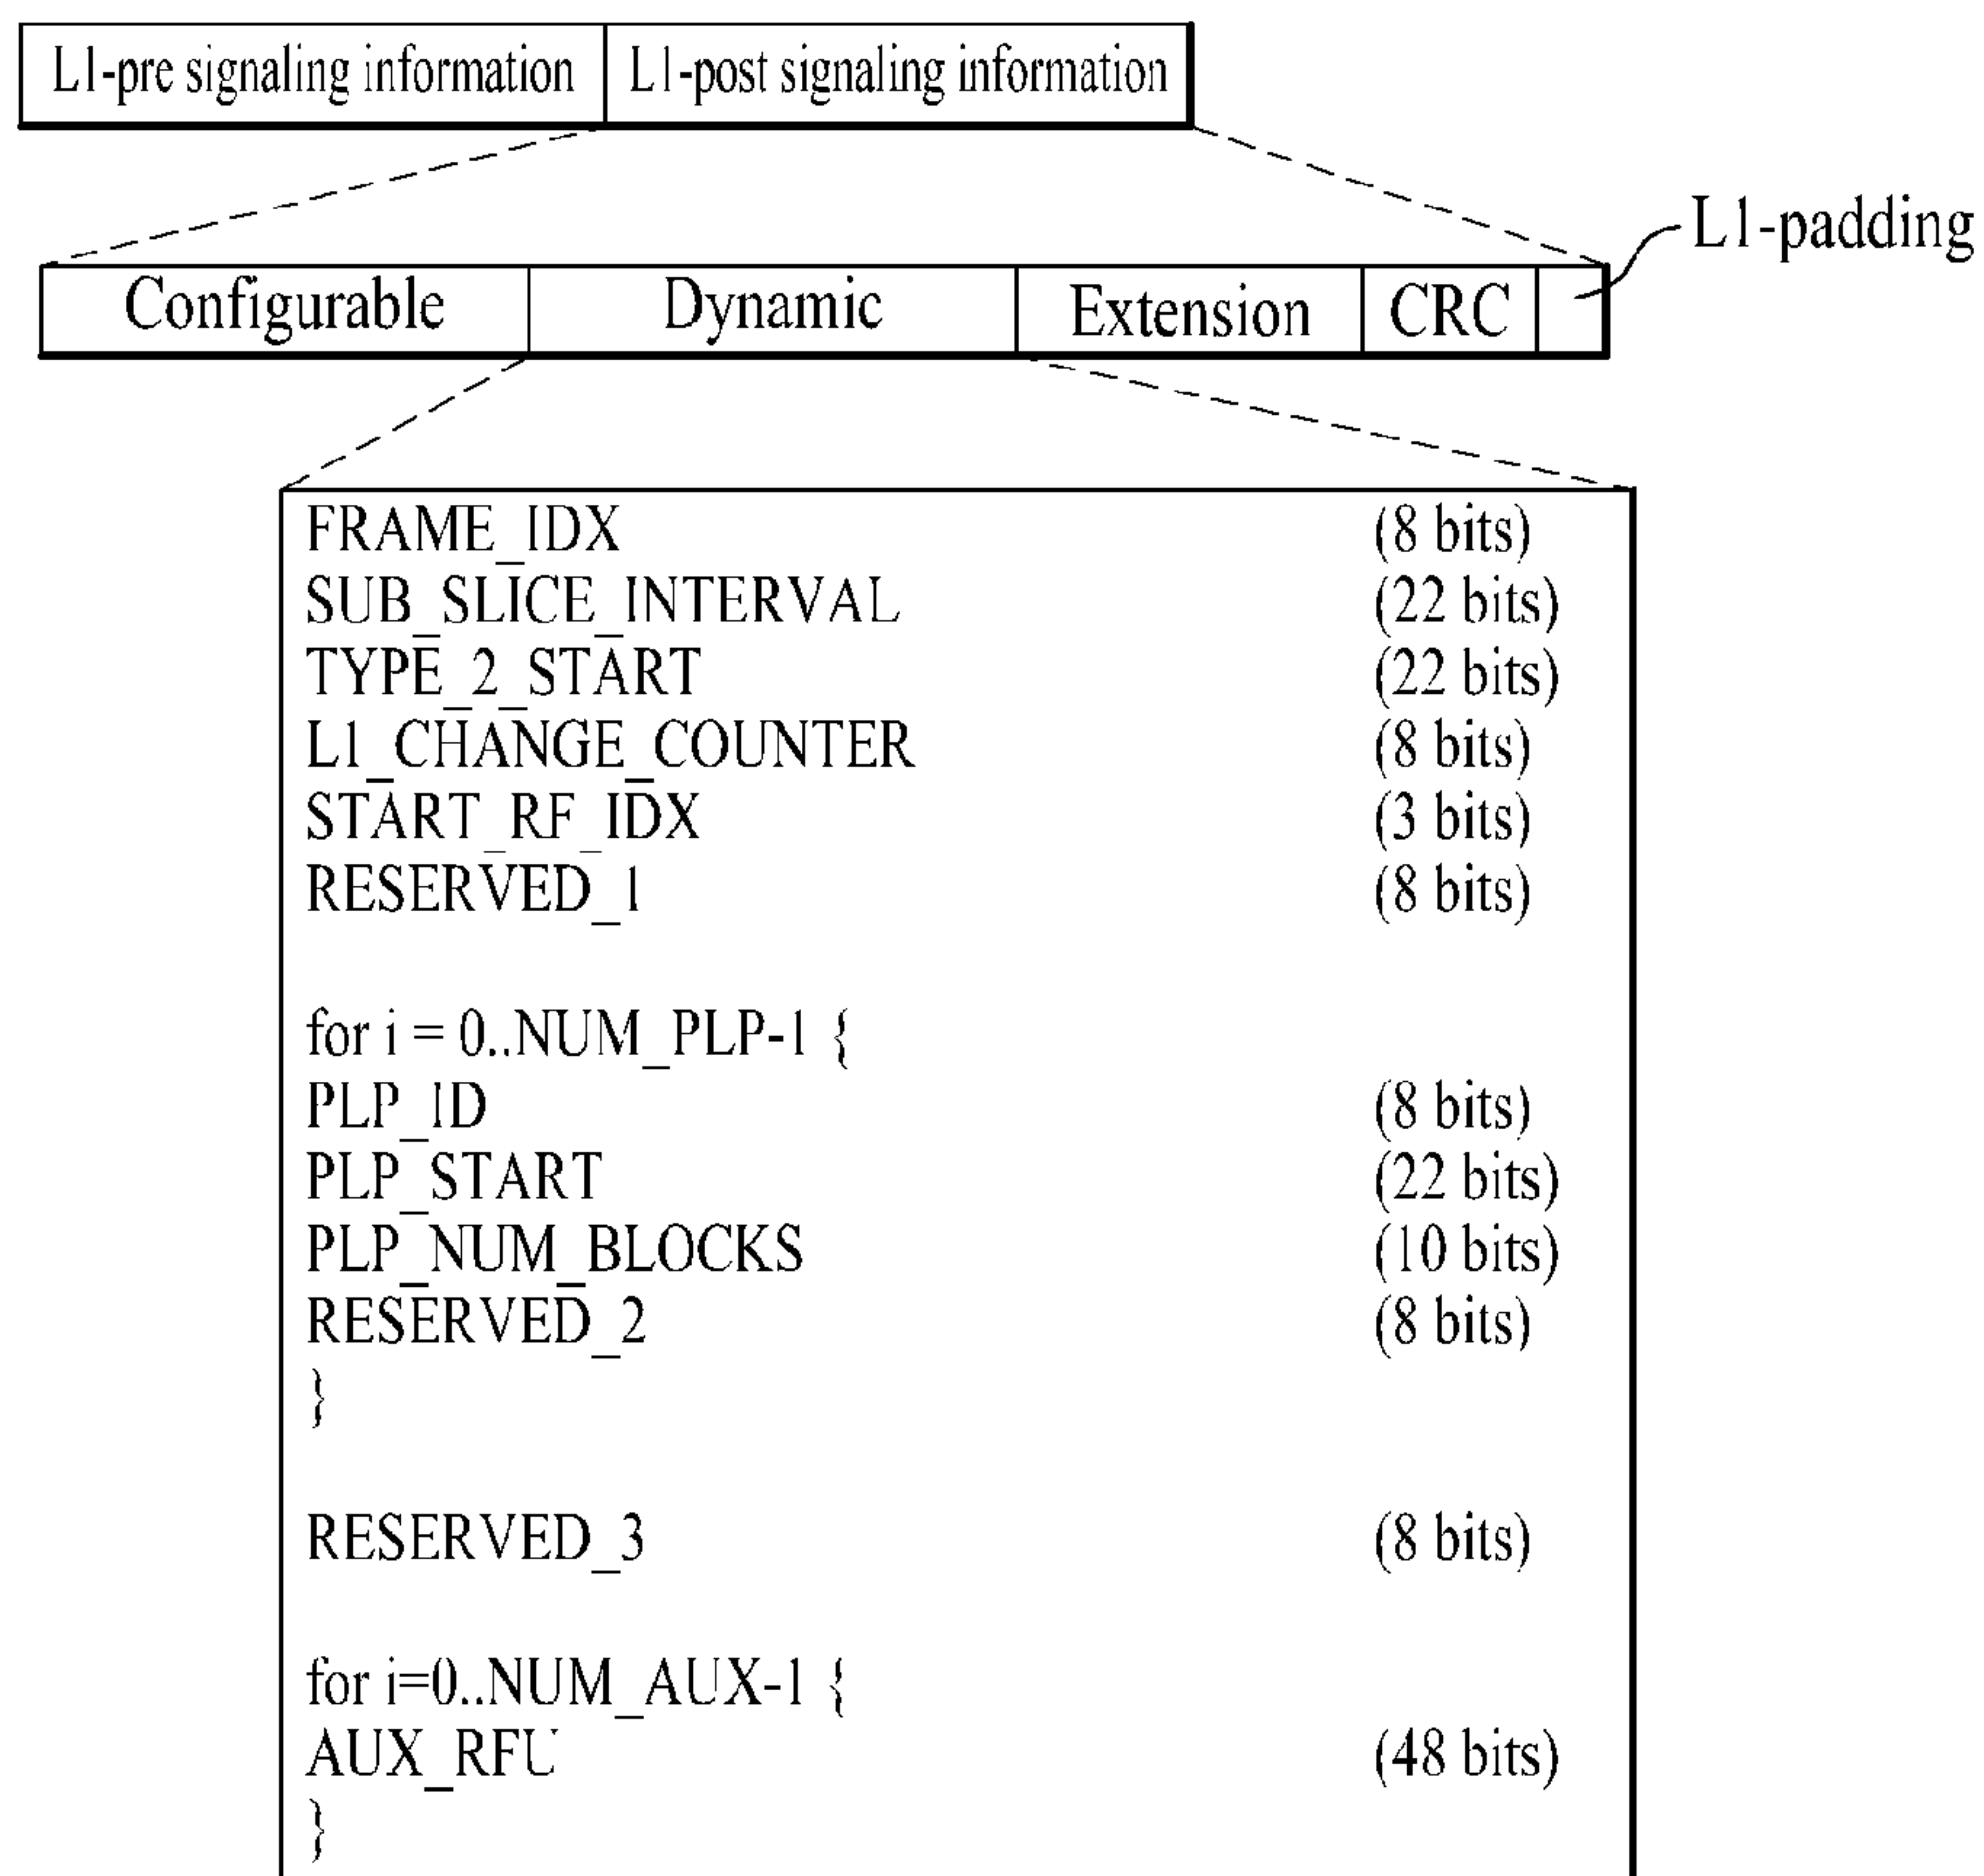 L1-pre signaling information L1-post signaling information
L1-padding
Configurable Dynamic Extension CRC
FRAME_IDX (8 bits)
SUB_SLICE_INTERVAL (22 bits)
TYPE_2_START (22 bits)
L1_CHANGE_COUNTER (8 bits)
START_RF_IDX (3 bits)
RESERVED_1 (8 bits)
for i = 0..NUM_PLP-1 {
PLP_ID (8 bits)
PLP_START (22 bits)
PLP_NUM_BLOCKS (10 bits)
RESERVED_2 (8 bits)
}
RESERVED_3 (8 bits)
for i=0..NUM_AUX-1 {
AUX_RFU (48 bits)
}